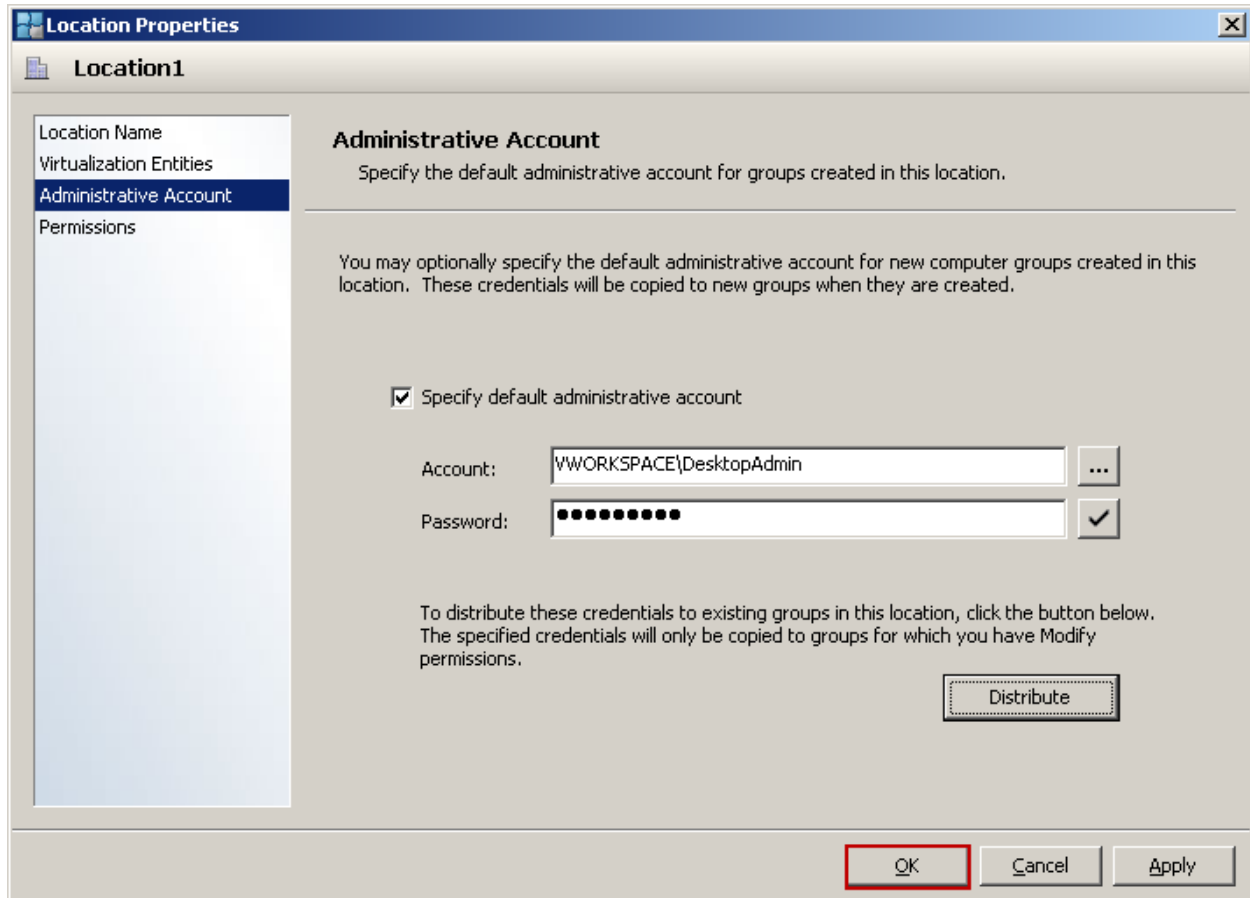 Location Properties
Location1
Location Name
Virtualization Entities
Administrative Account
Permissions
Administrative Account
Specify the default administrative account for groups created in this location.
You may optionally specify the default administrative account for new computer groups created in this
location.  These credentials will be copied to new groups when they are created.
Specify default administrative account
Account:
VWORKSPACE\DesktopAdmin
...
Password:
●●●●●●●●●
To distribute these credentials to existing groups in this location, click the button below.
The specified credentials will only be copied to groups for which you have Modify
permissions.
Distribute
OK
Cancel
Apply